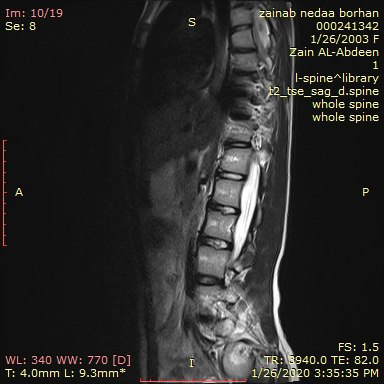 Im: 10/19
Se: 8
S
zainab nedaa borhan
000241342
1/26/2003 F
Zain AL-Abdeen
1
l-spine^library
t2_tse_sag_d.spine
whole spine
whole spine
A
P
WL: 340 WW: 770 [D]
T: 4.0mm L: 9.3mm*
I
FS: 1.5
TR: 3940.0 TE: 82.0
1/26/2020 3:35:35 PM